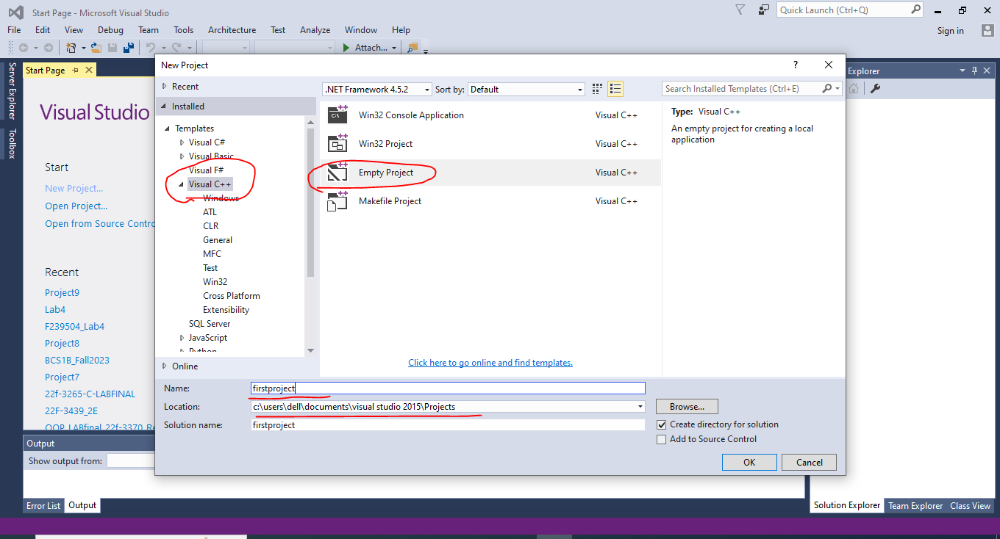 Start Page - Microsoft Visual Studio
Quick Launch (Ctrl+Q)
File Edit View Debug Team Tools Architecture Test Analyze Window Help
Sign in
Attach...
Server Explorer
Toolbox
Start Page
Visual Studio
Start
New Project...
Open Project...
Open from Source Contro
Recent
Project9
Lab4
F239504_Lab4
Project8
BCS1B_Fall2023
Project7
22f-3265-C-LABFINAL
22F-3439_2E
OOP_LABfinal_22f-3370_Re
New Project
?
Recent
Installed
Templates
Visual C#
Visual Basic
Visual F#
Visual C++
Windows
ATL
CLR
General
MFC
Test
Win32
Cross Platform
Extensibility
SQL Server
JavaScript
Python
Online
.NET Framework 4.5.2 Sort by: Default
Search Installed Templates (Ctrl+E)
Win32 Console Application Visual C++
Win32 Project Visual C++
Empty Project Visual C++
Makefile Project Visual C++
Click here to go online and find templates.
Type: Visual C++
An empty project for creating a local
application
Name: firstproject
Location: c:\users\dell\documents\visual studio 2015\Projects Browse...
Solution name: firstproject
Create directory for solution
Add to Source Control
OK Cancel
Explorer
Output
Show output from:
Error List Output
Solution Explorer Team Explorer Class View